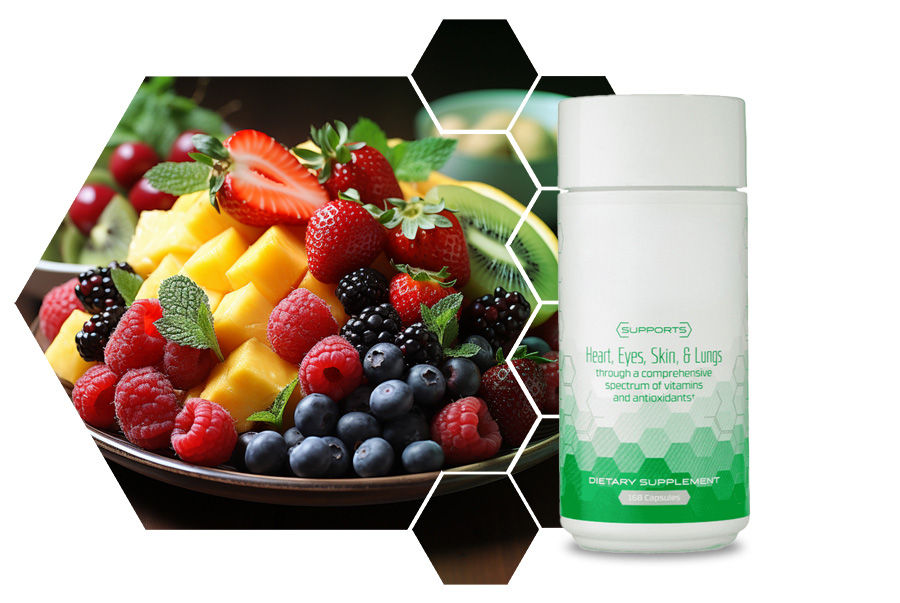 SUPPORTS
Heart, Eyes, Skin, & Lungs
through a comprehensive
spectrum of vitamins
and antioxidants†
DIETARY SUPPLEMENT
168 Capsules